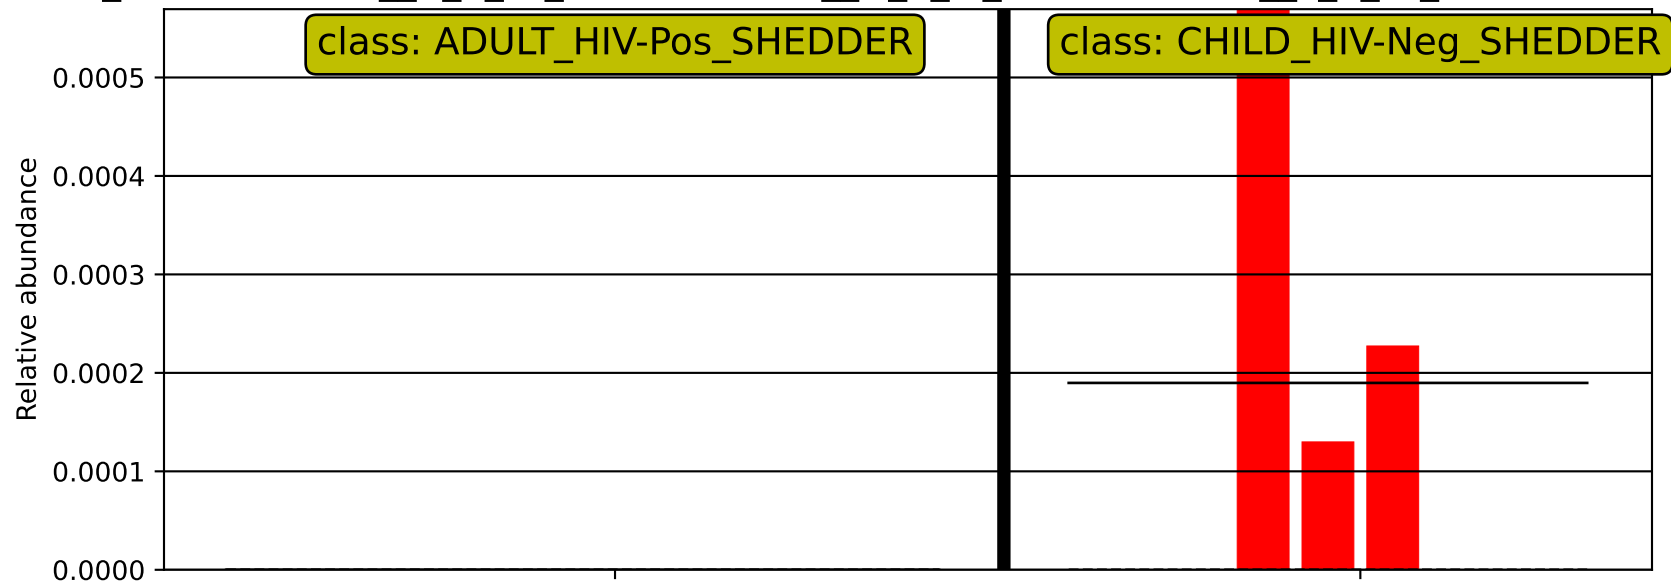 class: ADULT_HIV-Pos_SHEDDER
class: CHILD_HIV-Neg_SHEDDER
Relative abundance
0.0005
0.0004
0.0003
0.0002
0.0001
0.0000